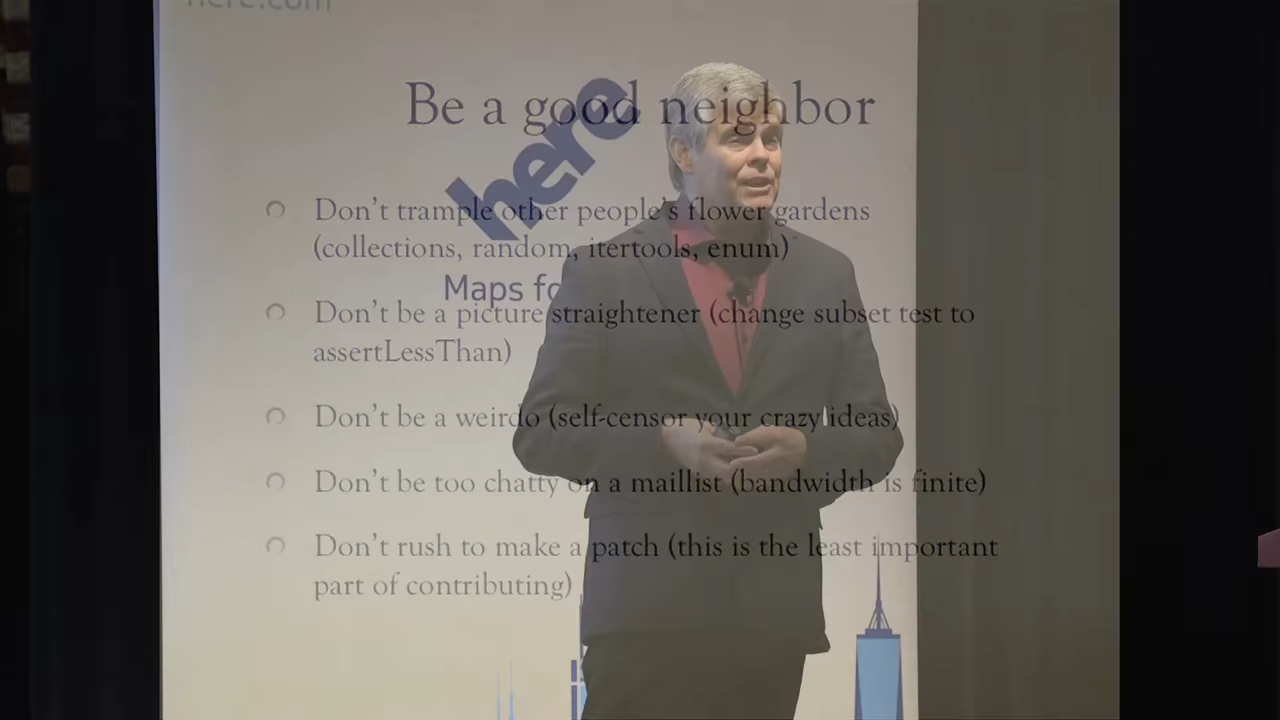 here.com
Be a good neighbor
here
Don't trample other people's flower gardens
(collections, random, itertools, enum)
Maps fo
Don't be a picture straightener (change subset test to
assertLessThan)
Don't be a weirdo (self-censor your crazy ideas)
Don't be too chatty on a maillist (bandwidth is finite)
Don't rush to make a patch (this is the least important
part of contributing)